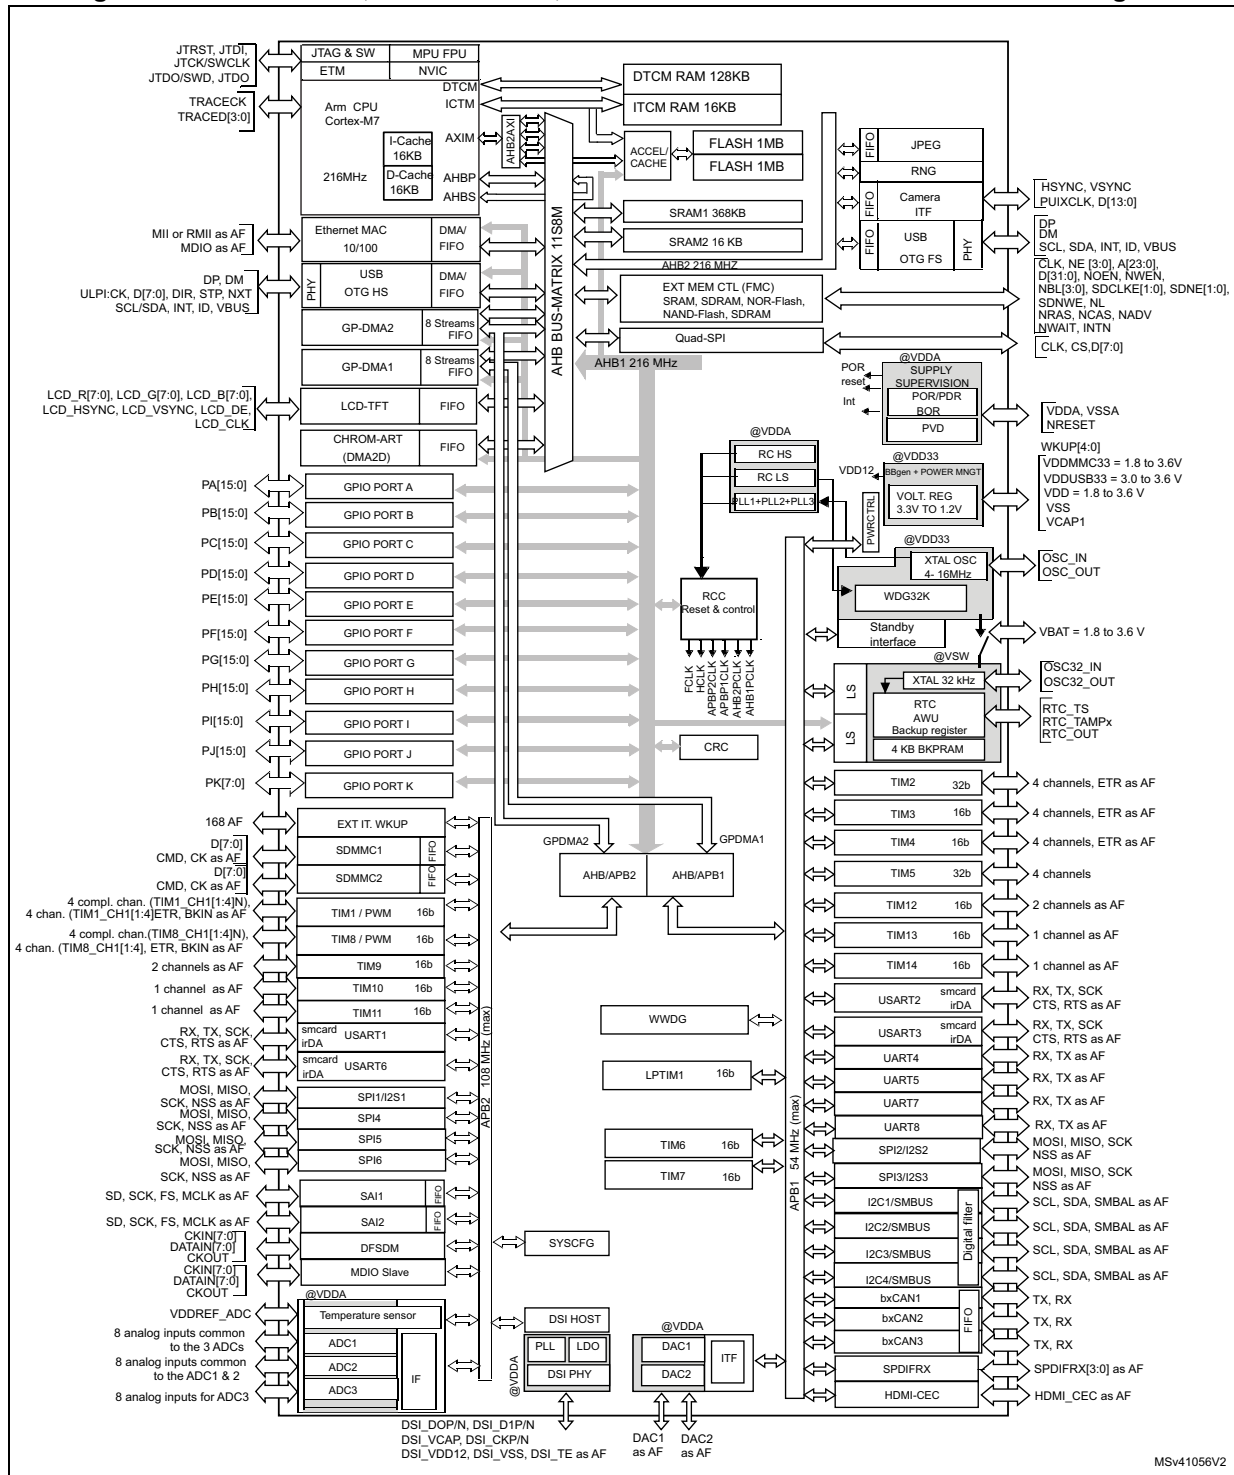 JTRST, JTDI,
JTCK/SWCLK
JTDO/SWD, JTDO
TRACECK
TRACED[3:0]
JTAG & SW
MPU FPU
ETM
NVIC
DTCM
ICTM
Arm CPU
Cortex-M7
AXIM
I-Cache
16KB
216MHz
D-Cache
16KB
AHBP
AHBS
AHB2AXI
DTCM RAM 128KB
ITCM RAM 16KB
ACCEL/
CACHE
FLASH 1MB
FLASH 1MB
SRAM1 368KB
SRAM2 16 KB
AHB2 216 MHZ
EXT MEM CTL (FMC)
SRAM, SDRAM, NOR-Flash,
NAND-Flash, SDRAM
Quad-SPI
AHB1 216 MHz
AHB BUS-MATRIX 11S8M
FIFO
JPEG
RNG
FIFO
Camera
ITF
FIFO
USB
OTG FS
PHY
HSYNC, VSYNC
PUIXCLK, D[13:0]
DP
DM
SCL, SDA, INT, ID, VBUS
CLK, NE [3:0], A[23:0],
D[31:0], NOEN, NWEN,
NBL[3:0], SDCLKE[1:0], SDNE[1:0],
SDNWE, NL
NRAS, NCAS, NADV
NWAIT, INTN
CLK, CS,D[7:0]
MII or RMII as AF
MDIO as AF
Ethernet MAC
10/100
DMA/
FIFO
DP, DM
ULPI:CK, D[7:0], DIR, STP, NXT
SCL/SDA, INT, ID, VBUS
PHY
USB
OTG HS
DMA/
FIFO
GP-DMA2
8 Streams
FIFO
GP-DMA1
8 Streams
FIFO
LCD_R[7:0], LCD_G[7:0], LCD_B[7:0],
LCD_HSYNC, LCD_VSYNC, LCD_DE,
LCD_CLK
LCD-TFT
FIFO
CHROM-ART
(DMA2D)
FIFO
@VDDA
POR
reset
Int
SUPPLY
SUPERVISION
POR/PDR
BOR
PVD
VDDA, VSSA
NRESET
WKUP[4:0]
@VDDA
RC HS
RC LS
PLL1+PLL2+PLL3
@VDD33
VDD12
BBgen + POWER MNGT
VOLT. REG
3.3V TO 1.2V
VDDMMC33 = 1.8 to 3.6V
VDDUSB33 = 3.0 to 3.6 V
VDD = 1.8 to 3.6 V
VSS
VCAP1
PWRCTRL
@VDD33
XTAL OSC
4- 16MHz
OSC_IN
OSC_OUT
WDG32K
Standby
interface
VBAT = 1.8 to 3.6 V
@VSW
LS
LS
XTAL 32 kHz
OSC32_IN
OSC32_OUT
RTC
AWU
Backup register
4 KB BKPRAM
RTC_TS
RTC_TAMPx
RTC_OUT
RCC
Reset & control
FCLK
HCLK
APBP2CLK
APBP1CLK
AHB2PCLK
AHB1PCLK
CRC
PA[15:0]
GPIO PORT A
PB[15:0]
GPIO PORT B
PC[15:0]
GPIO PORT C
PD[15:0]
GPIO PORT D
PE[15:0]
GPIO PORT E
PF[15:0]
GPIO PORT F
PG[15:0]
GPIO PORT G
PH[15:0]
GPIO PORT H
PI[15:0]
GPIO PORT I
PJ[15:0]
GPIO PORT J
PK[7:0]
GPIO PORT K
168 AF
EXT IT. WKUP
D[7:0]
CMD, CK as AF
SDMMC1
FIFO
D[7:0]
CMD, CK as AF
SDMMC2
FIFO
4 compl. chan. (TIM1_CH1[1:4]N),
4 chan. (TIM1_CH1[1:4]ETR, BKIN as AF
TIM1 / PWM 16b
4 compl. chan.(TIM8_CH1[1:4]N),
4 chan. (TIM8_CH1[1:4], ETR, BKIN as AF
TIM8 / PWM 16b
2 channels as AF
TIM9 16b
1 channel as AF
TIM10 16b
1 channel as AF
TIM11 16b
RX, TX, SCK,
CTS, RTS as AF
smcard
irDA
USART1
RX, TX, SCK,
CTS, RTS as AF
smcard
irDA
USART6
MOSI, MISO,
SCK, NSS as AF
SPI1/I2S1
MOSI, MISO,
SCK, NSS as AF
SPI4
MOSI, MISO,
SCK, NSS as AF
SPI5
MOSI, MISO,
SCK, NSS as AF
SPI6
SD, SCK, FS, MCLK as AF
SAI1
FIFO
SD, SCK, FS, MCLK as AF
SAI2
FIFO
CKIN[7:0]
DATAIN[7:0]
CKOUT
DFSDM
CKIN[7:0]
DATAIN[7:0]
CKOUT
MDIO Slave
@VDDA
VDDREF_ADC
Temperature sensor
8 analog inputs common
to the 3 ADCs
ADC1
8 analog inputs common
to the ADC1 & 2
ADC2
8 analog inputs for ADC3
ADC3
IF
APB2 108 MHz (max)
GPDMA2
GPDMA1
AHB/APB2
AHB/APB1
WWDG
LPTIM1 16b
TIM6 16b
TIM7 16b
SYSCFG
DSI HOST
@VDDA
PLL
LDO
DSI PHY
DSI_DOP/N, DSI_D1P/N
DSI_VCAP, DSI_CKP/N
DSI_VDD12, DSI_VSS, DSI_TE as AF
@VDDA
DAC1
DAC2
ITF
DAC1
as AF
DAC2
as AF
APB1 54 MHz (max)
TIM2 32b
4 channels, ETR as AF
TIM3 16b
4 channels, ETR as AF
TIM4 16b
4 channels, ETR as AF
TIM5 32b
4 channels
TIM12 16b
2 channels as AF
TIM13 16b
1 channel as AF
TIM14 16b
1 channel as AF
USART2
smcard
irDA
RX, TX, SCK
CTS, RTS as AF
USART3
smcard
irDA
RX, TX, SCK
CTS, RTS as AF
UART4
RX, TX as AF
UART5
RX, TX as AF
UART7
RX, TX as AF
UART8
RX, TX as AF
SPI2/I2S2
MOSI, MISO, SCK
NSS as AF
SPI3/I2S3
MOSI, MISO, SCK
NSS as AF
I2C1/SMBUS
SCL, SDA, SMBAL as AF
I2C2/SMBUS
SCL, SDA, SMBAL as AF
I2C3/SMBUS
SCL, SDA, SMBAL as AF
I2C4/SMBUS
SCL, SDA, SMBAL as AF
Digital filter
bxCAN1
TX, RX
bxCAN2
TX, RX
bxCAN3
TX, RX
FIFO
SPDIFRX
SPDIFRX[3:0] as AF
HDMI-CEC
HDMI_CEC as AF
MSv41056V2